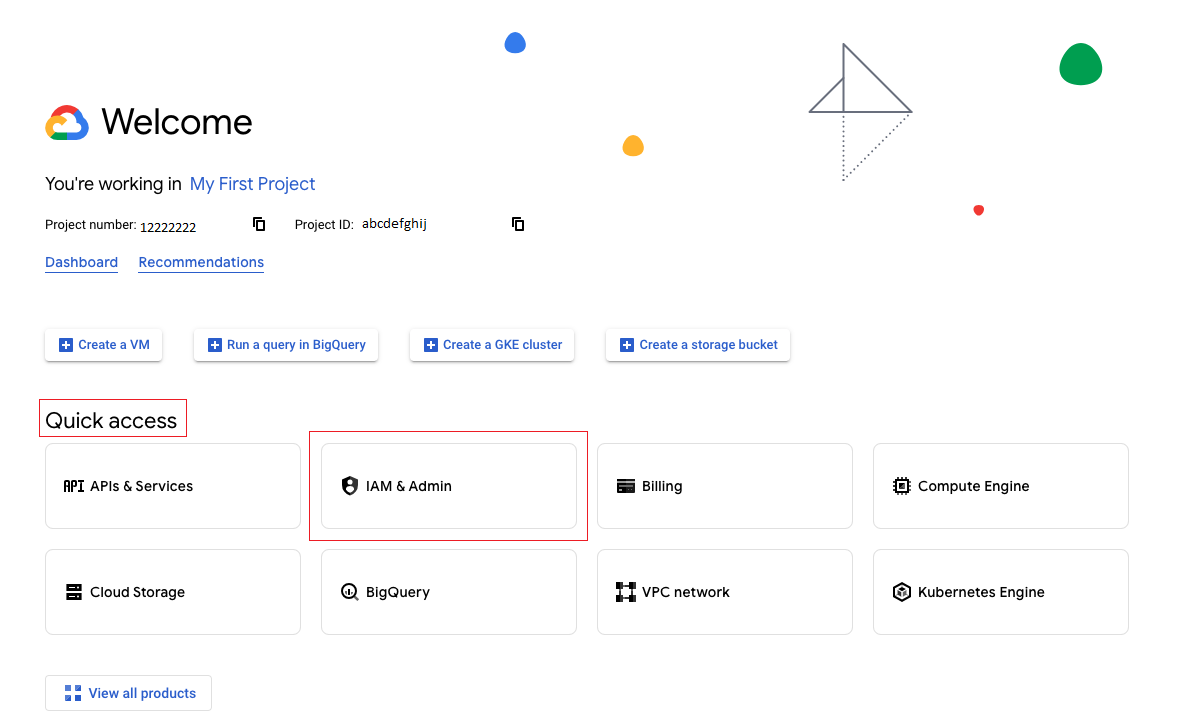 Welcome
You're working in My First Project
Project number: 12222222 Project ID: abcdefghij
Dashboard Recommendations
Create a VM Run a query in BigQuery Create a GKE cluster Create a storage bucket
Quick access
API APIs & Services IAM & Admin Billing Compute Engine
Cloud Storage BigQuery VPC network Kubernetes Engine
View all products